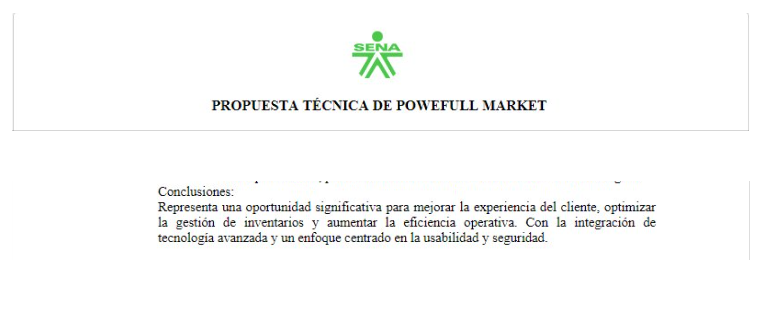 SENA
PROPUESTA TÉCNICA DE POWEFULL MARKET
Conclusiones:
Representa una oportunidad significativa para mejorar la experiencia del cliente, optimizar
la gestión de inventarios y aumentar la eficiencia operativa. Con la integración de
tecnología avanzada y un enfoque centrado en la usabilidad y seguridad.